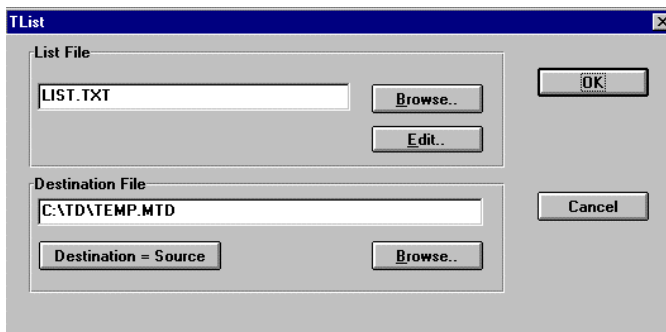 TList
List File
LIST.TXT
Browse..
OK
Edit..
Destination File
C:\TD\TEMP.MTD
Cancel
Destination = Source
Browse..